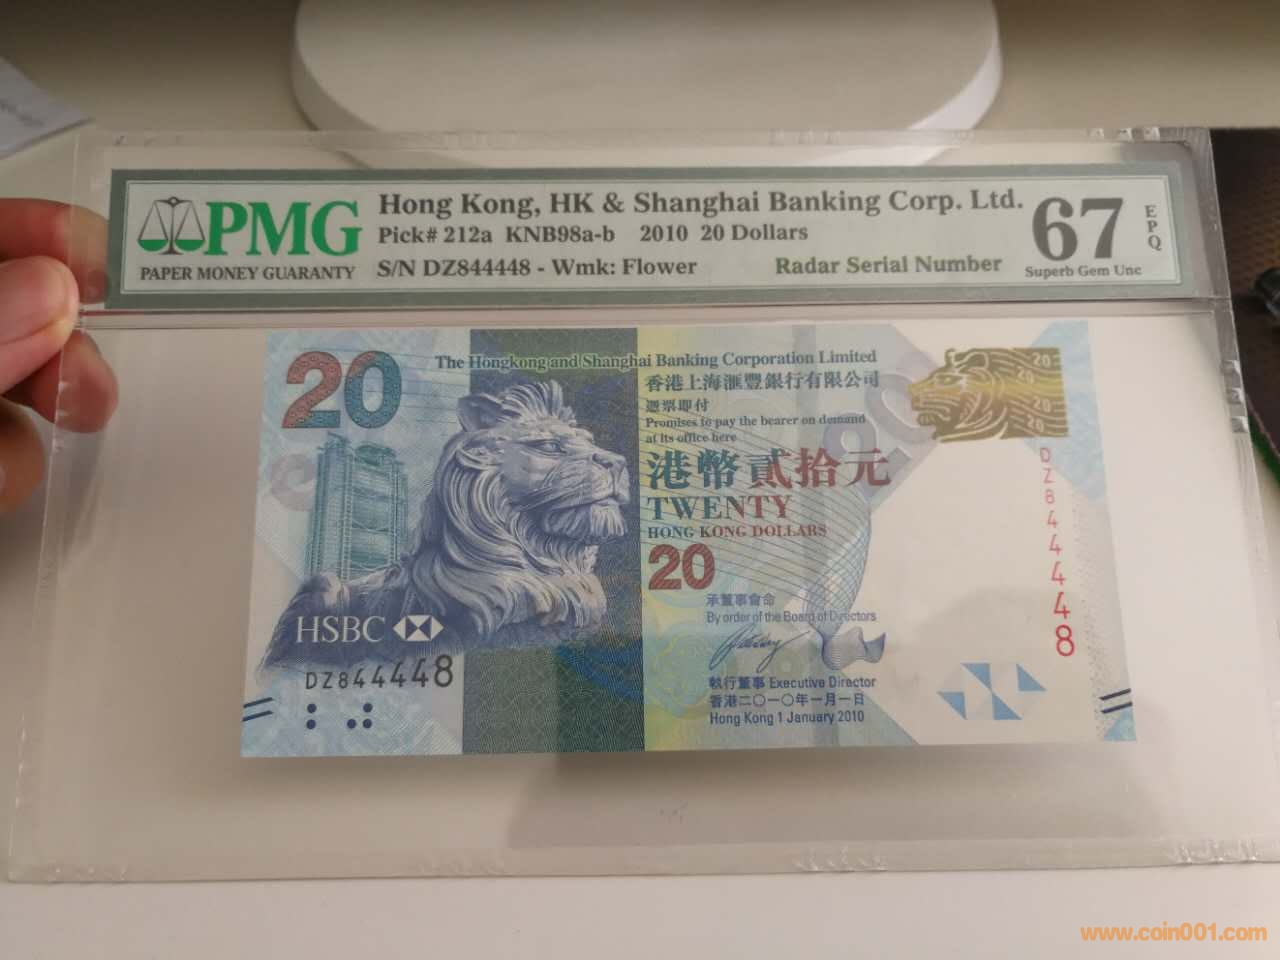 PMG
PAPER MONEY GUARANTY
Hong Kong, HK & Shanghai Banking Corp. Ltd.
Pick# 212a KNB98a-b 2010 20 Dollars
S/N DZ844448 - Wmk: Flower
Radar Serial Number
67
EPQ
Superb Gem Unc
20
The Hongkong and Shanghai Banking Corporation Limited
香港上海滙豐銀行有限公司
憑票即付
Promises to pay the bearer on demand
at its office here
港幣貳拾元
TWENTY
HONG KONG DOLLARS
20
承董事會命
By order of the Board of Directors
執行董事 Executive Director
香港二〇一〇年一月一日
Hong Kong 1 January 2010
HSBC
DZ844448
20
20
20
20
DZ844448
www.coin001.com